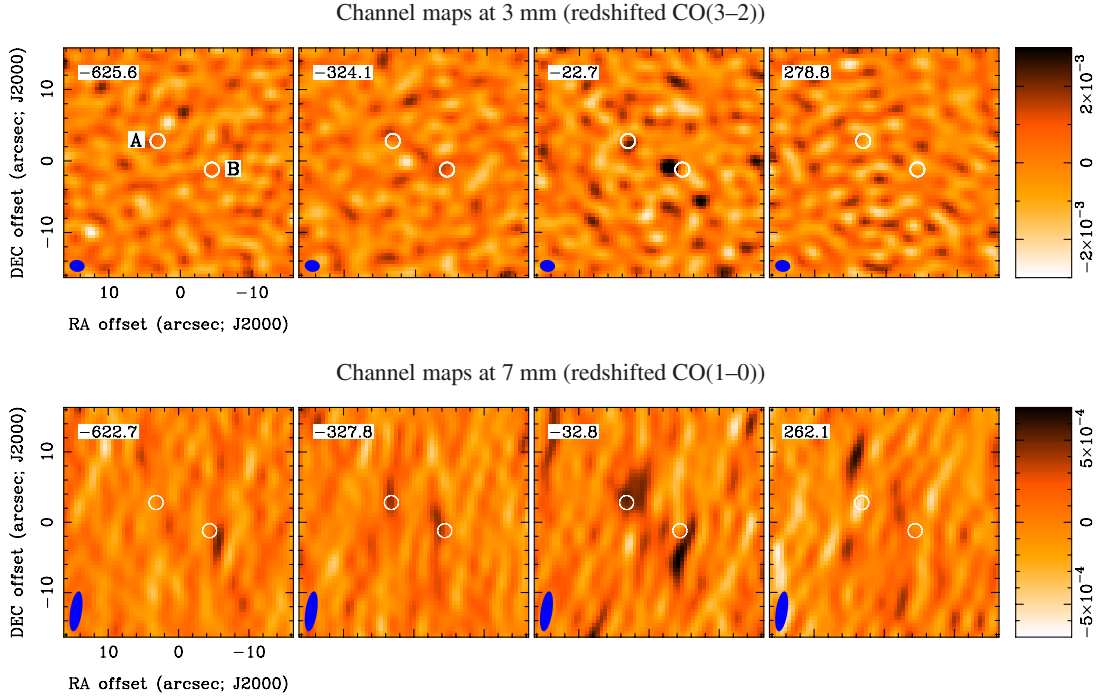 Channel maps at 3 mm (redshifted CO(3–2))
DEC offset (arcsec; J2000)
10
0
−10
−625.6
−324.1
−22.7
278.8
A
B
2×10⁻³
0
−2×10⁻³
10 0 −10
RA offset (arcsec; J2000)
Channel maps at 7 mm (redshifted CO(1–0))
DEC offset (arcsec; J2000)
10
0
−10
−622.7
−327.8
−32.8
262.1
5×10⁻⁴
0
−5×10⁻⁴
10 0 −10
RA offset (arcsec; J2000)